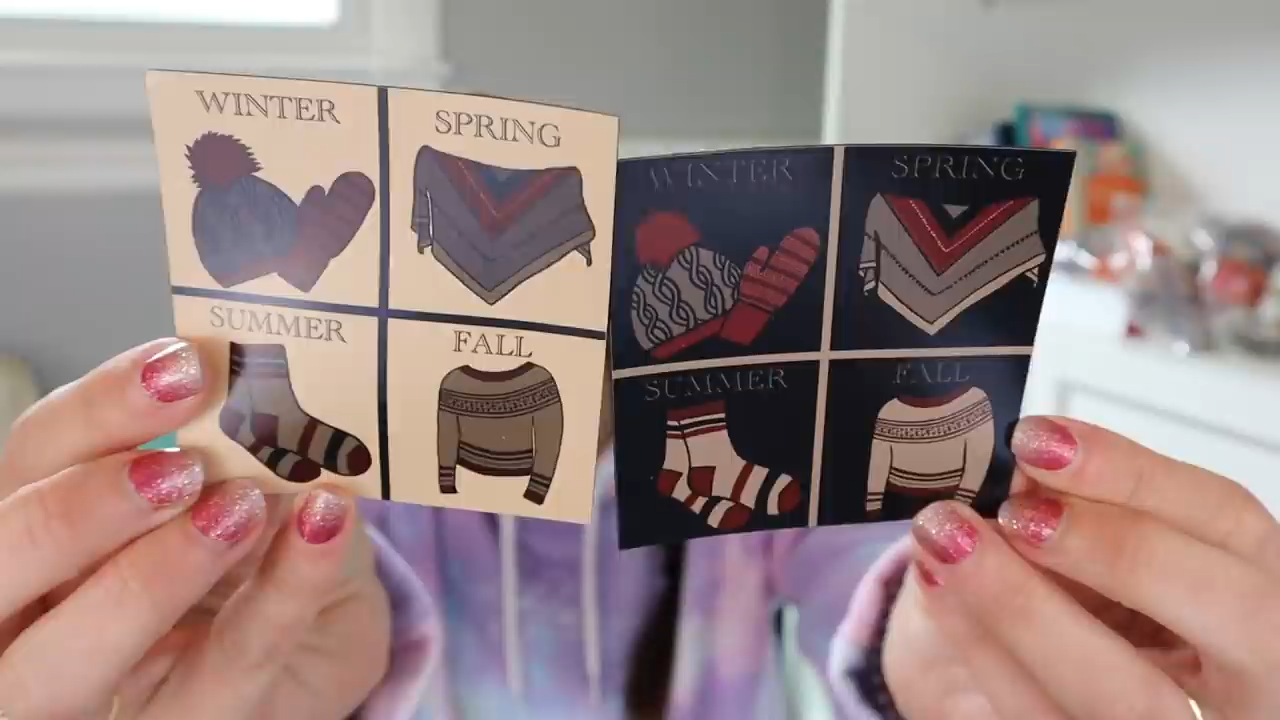 WINTER
SPRING
SUMMER
FALL
WINTER
SPRING
SUMMER
FALL